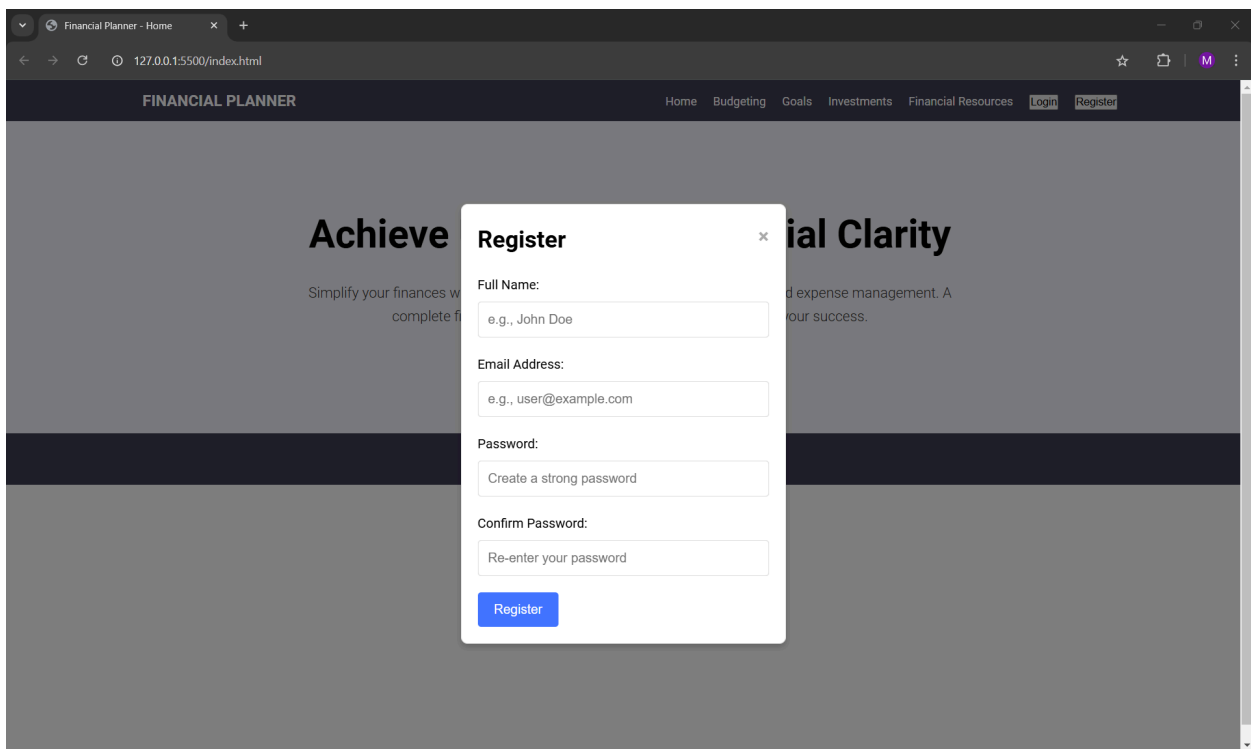 Financial Planner - Home
127.0.0.1:5500/index.html
M
FINANCIAL PLANNER Home Budgeting Goals Investments Financial Resources Login Register
Achieve ial Clarity
Simplify your finances w d expense management. A
complete fi your success.
Register ×
Full Name:
e.g., John Doe
Email Address:
e.g., user@example.com
Password:
Create a strong password
Confirm Password:
Re-enter your password
Register